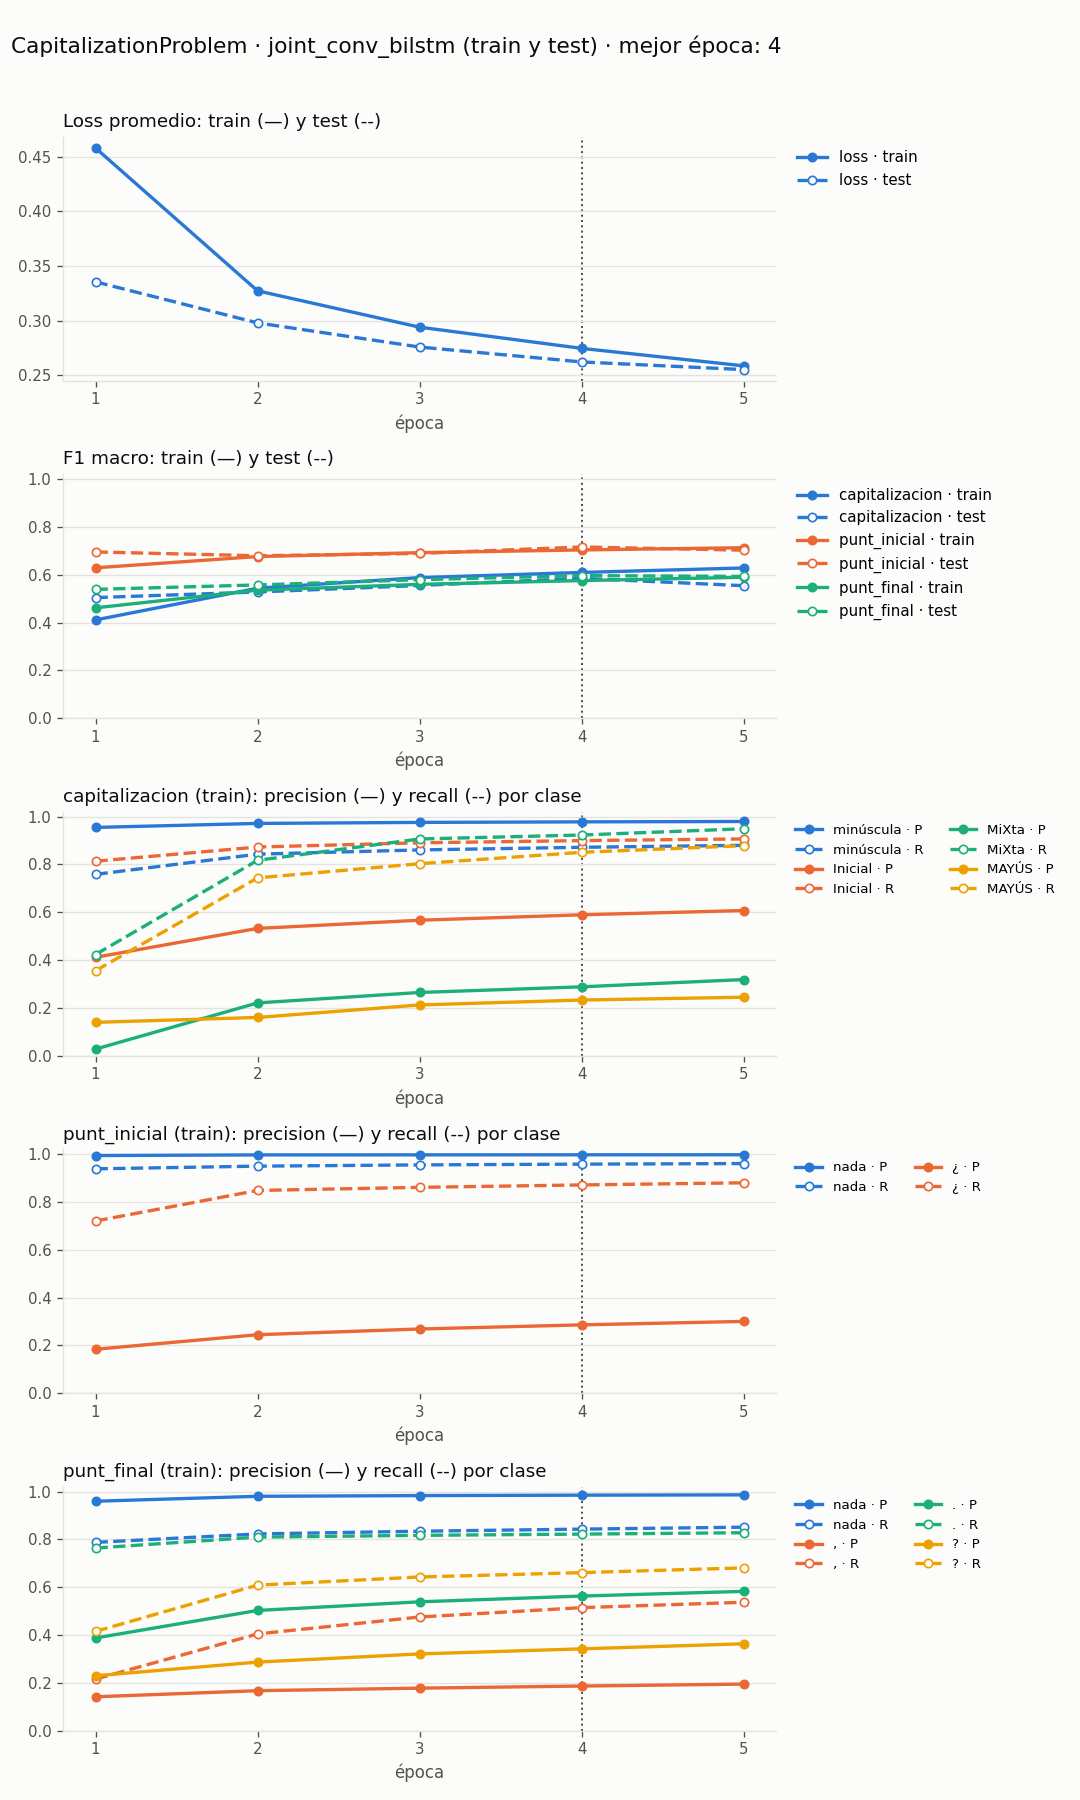 CapitalizationProblem · joint_conv_bilstm (train y test) · mejor época: 4
Loss promedio: train (—) y test (--)
0.45
0.40
0.35
0.30
0.25
1 2 3 4 5
época
loss · train
loss · test
F1 macro: train (—) y test (--)
1.0
0.8
0.6
0.4
0.2
0.0
1 2 3 4 5
época
capitalizacion · train
capitalizacion · test
punt_inicial · train
punt_inicial · test
punt_final · train
punt_final · test
capitalizacion (train): precision (—) y recall (--) por clase
1.0
0.8
0.6
0.4
0.2
0.0
1 2 3 4 5
época
minúscula · P MiXta · P
minúscula · R MiXta · R
Inicial · P MAYÚS · P
Inicial · R MAYÚS · R
punt_inicial (train): precision (—) y recall (--) por clase
1.0
0.8
0.6
0.4
0.2
0.0
1 2 3 4 5
época
nada · P ¿ · P
nada · R ¿ · R
punt_final (train): precision (—) y recall (--) por clase
1.0
0.8
0.6
0.4
0.2
0.0
1 2 3 4 5
época
nada · P . · P
nada · R . · R
, · P ? · P
, · R ? · R